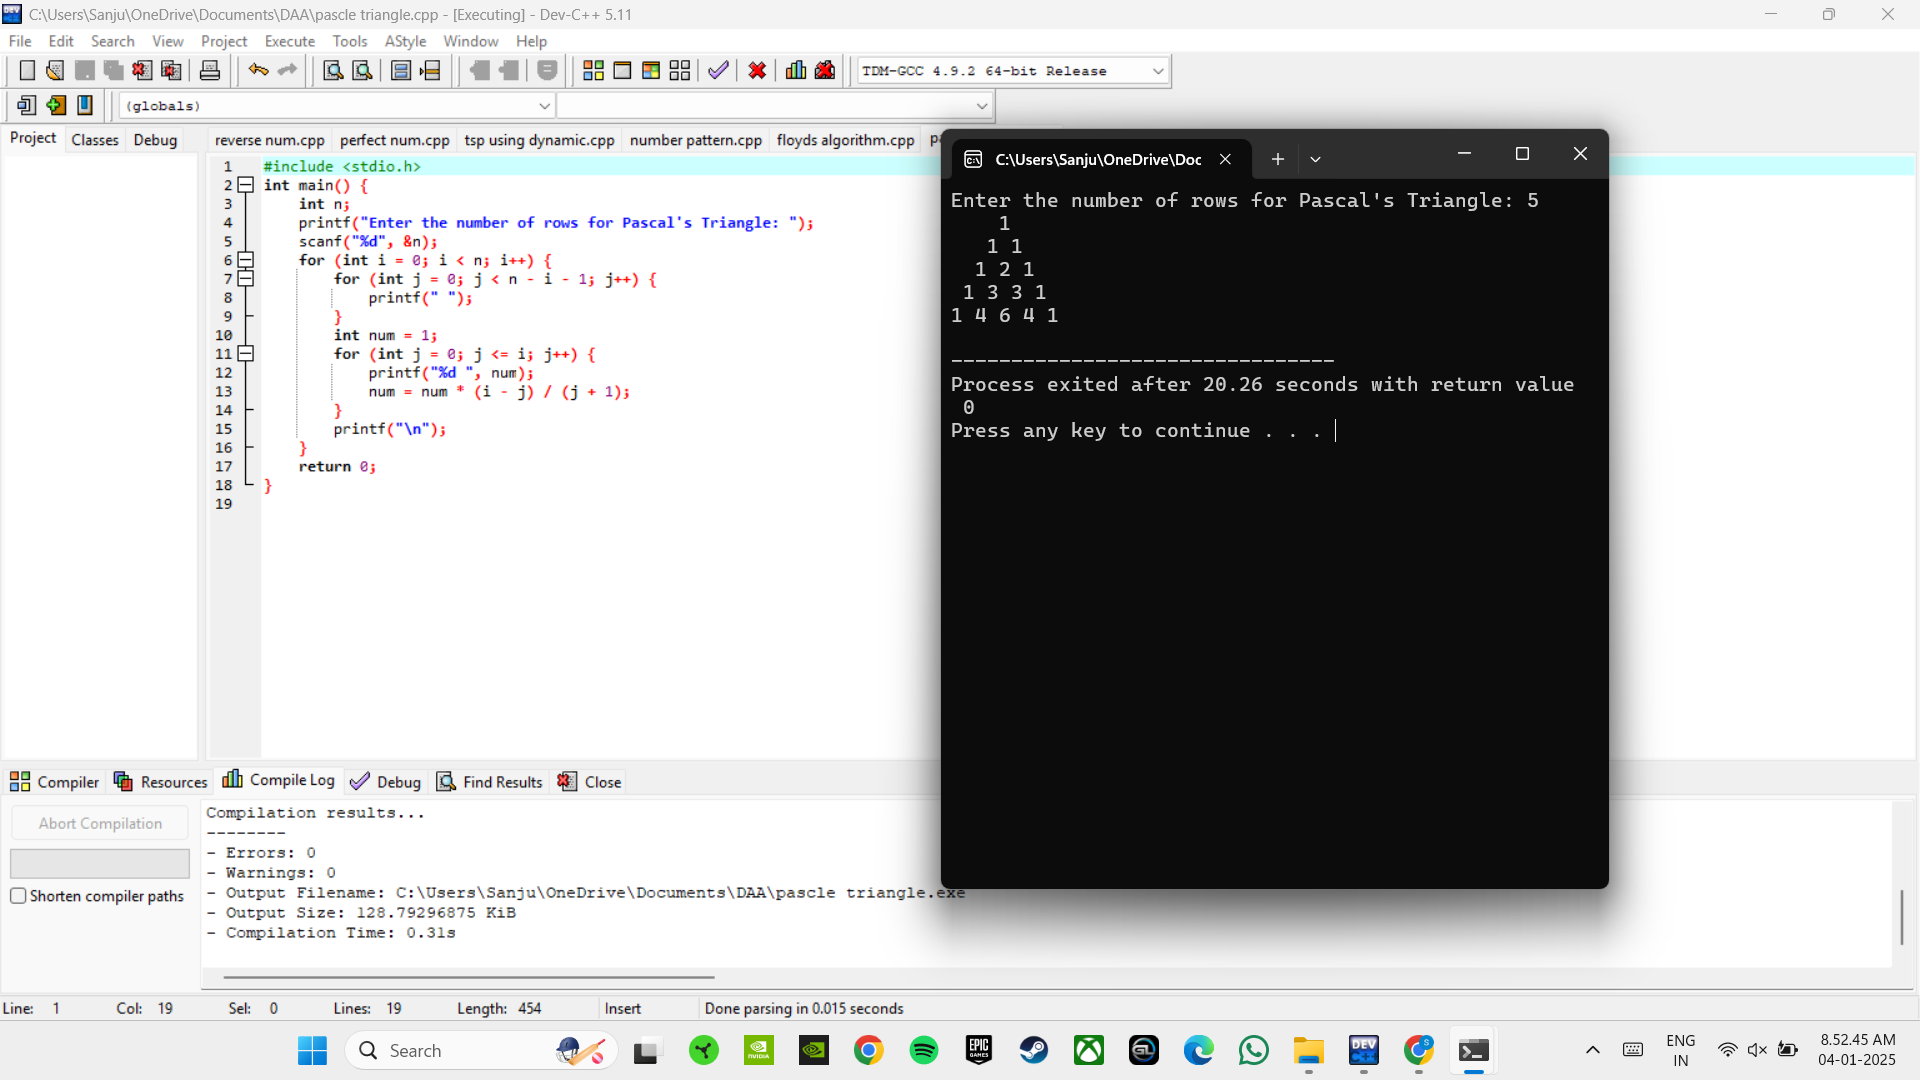 C:\Users\Sanju\OneDrive\Documents\DAA\pascle triangle.cpp - [Executing] - Dev-C++ 5.11
File Edit Search View Project Execute Tools AStyle Window Help
TDM-GCC 4.9.2 64-bit Release
(globals)
Project Classes Debug
reverse num.cpp perfect num.cpp tsp using dynamic.cpp number pattern.cpp floyds algorithm.cpp
1 #include <stdio.h>
2 int main() {
3 int n;
4 printf("Enter the number of rows for Pascal's Triangle: ");
5 scanf("%d", &n);
6 for (int i = 0; i < n; i++) {
7 for (int j = 0; j < n - i - 1; j++) {
8 printf(" ");
9 }
10 int num = 1;
11 for (int j = 0; j <= i; j++) {
12 printf("%d ", num);
13 num = num * (i - j) / (j + 1);
14 }
15 printf("\n");
16 }
17 return 0;
18 }
19
C:\Users\Sanju\OneDrive\Doc
Enter the number of rows for Pascal's Triangle: 5
1
1 1
1 2 1
1 3 3 1
1 4 6 4 1
--------------------------------
Process exited after 20.26 seconds with return value
0
Press any key to continue . . .
Compiler Resources Compile Log Debug Find Results Close
Abort Compilation
Shorten compiler paths
Compilation results...
--------
- Errors: 0
- Warnings: 0
- Output Filename: C:\Users\Sanju\OneDrive\Documents\DAA\pascle triangle.exe
- Output Size: 128.79296875 KiB
- Compilation Time: 0.31s
Line: 1 Col: 19 Sel: 0 Lines: 19 Length: 454 Insert Done parsing in 0.015 seconds
Search
ENG
IN
8.52.45 AM
04-01-2025